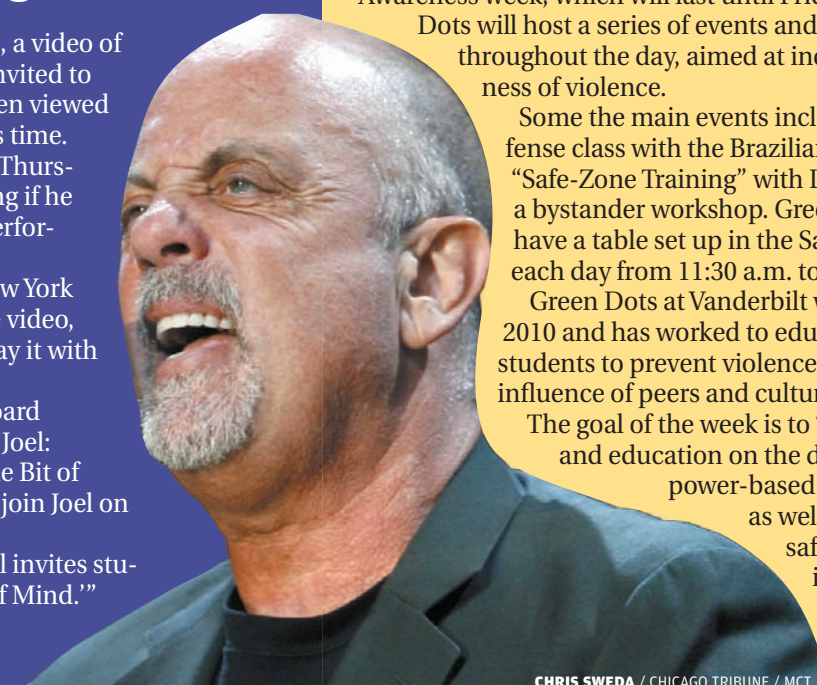 , a video of
nvited to
en viewed
s time.
Thurs-
ng if he
erfor-
w York
e video,
ay it with
oard
Joel:
e Bit of
join Joel on
l invites stu-
f Mind.’”
Awareness week, which will last until Fri
Dots will host a series of events and
throughout the day, aimed at inc
ness of violence.
Some the main events incl
fense class with the Brazilian
“Safe-Zone Training” with
a bystander workshop. Gree
have a table set up in the Sa
each day from 11:30 a.m. to
Green Dots at Vanderbilt w
2010 and has worked to edu
students to prevent violence
influence of peers and cultur
The goal of the week is to
and education on the d
power-based
as wel
saf
i
CHRIS SWEDA / CHICAGO TRIBUNE / MCT